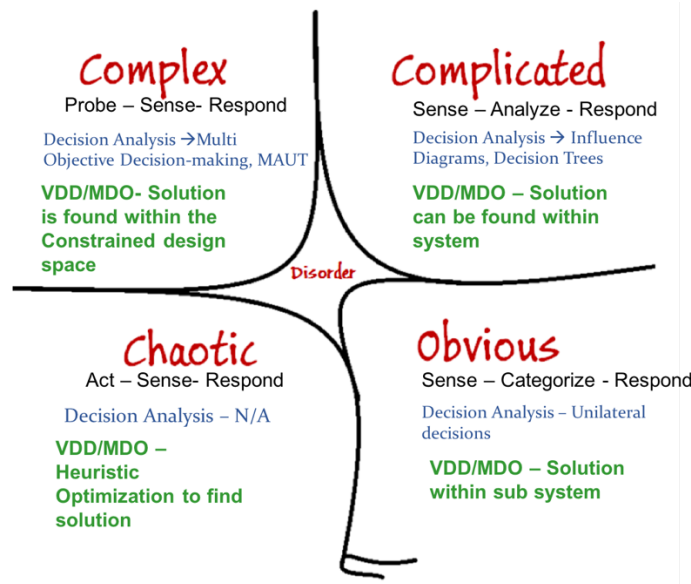 Complex
Probe – Sense- Respond
Decision Analysis →Multi
Objective Decision-making, MAUT
VDD/MDO- Solution
is found within the
Constrained design
space
Complicated
Sense – Analyze - Respond
Decision Analysis → Influence
Diagrams, Decision Trees
VDD/MDO – Solution
can be found within
system
Disorder
Chaotic
Act – Sense- Respond
Decision Analysis – N/A
VDD/MDO –
Heuristic
Optimization to find
solution
Obvious
Sense – Categorize - Respond
Decision Analysis – Unilateral
decisions
VDD/MDO – Solution
within sub system